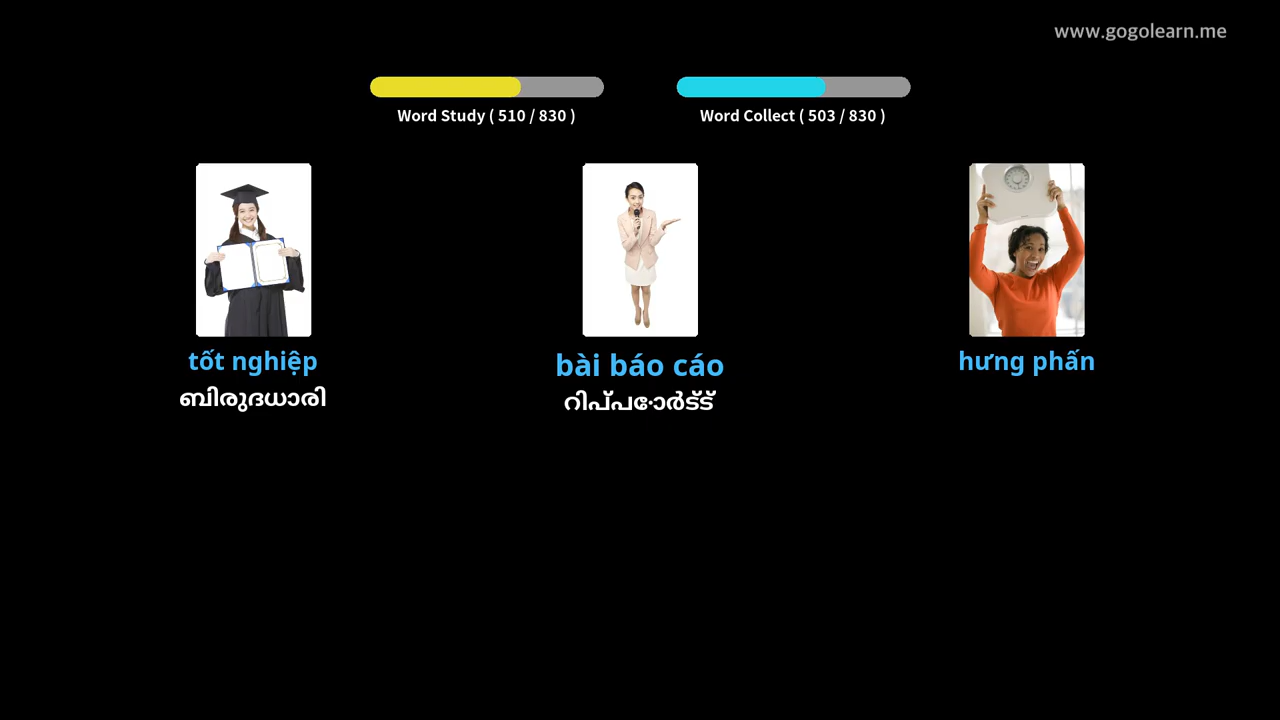 www.gogolearn.me
Word Study ( 510 / 830 )
Word Collect ( 503 / 830 )
tốt nghiệp
ബിരുദധാരി
bài báo cáo
റിപ്പോർട്ട്
hưng phấn